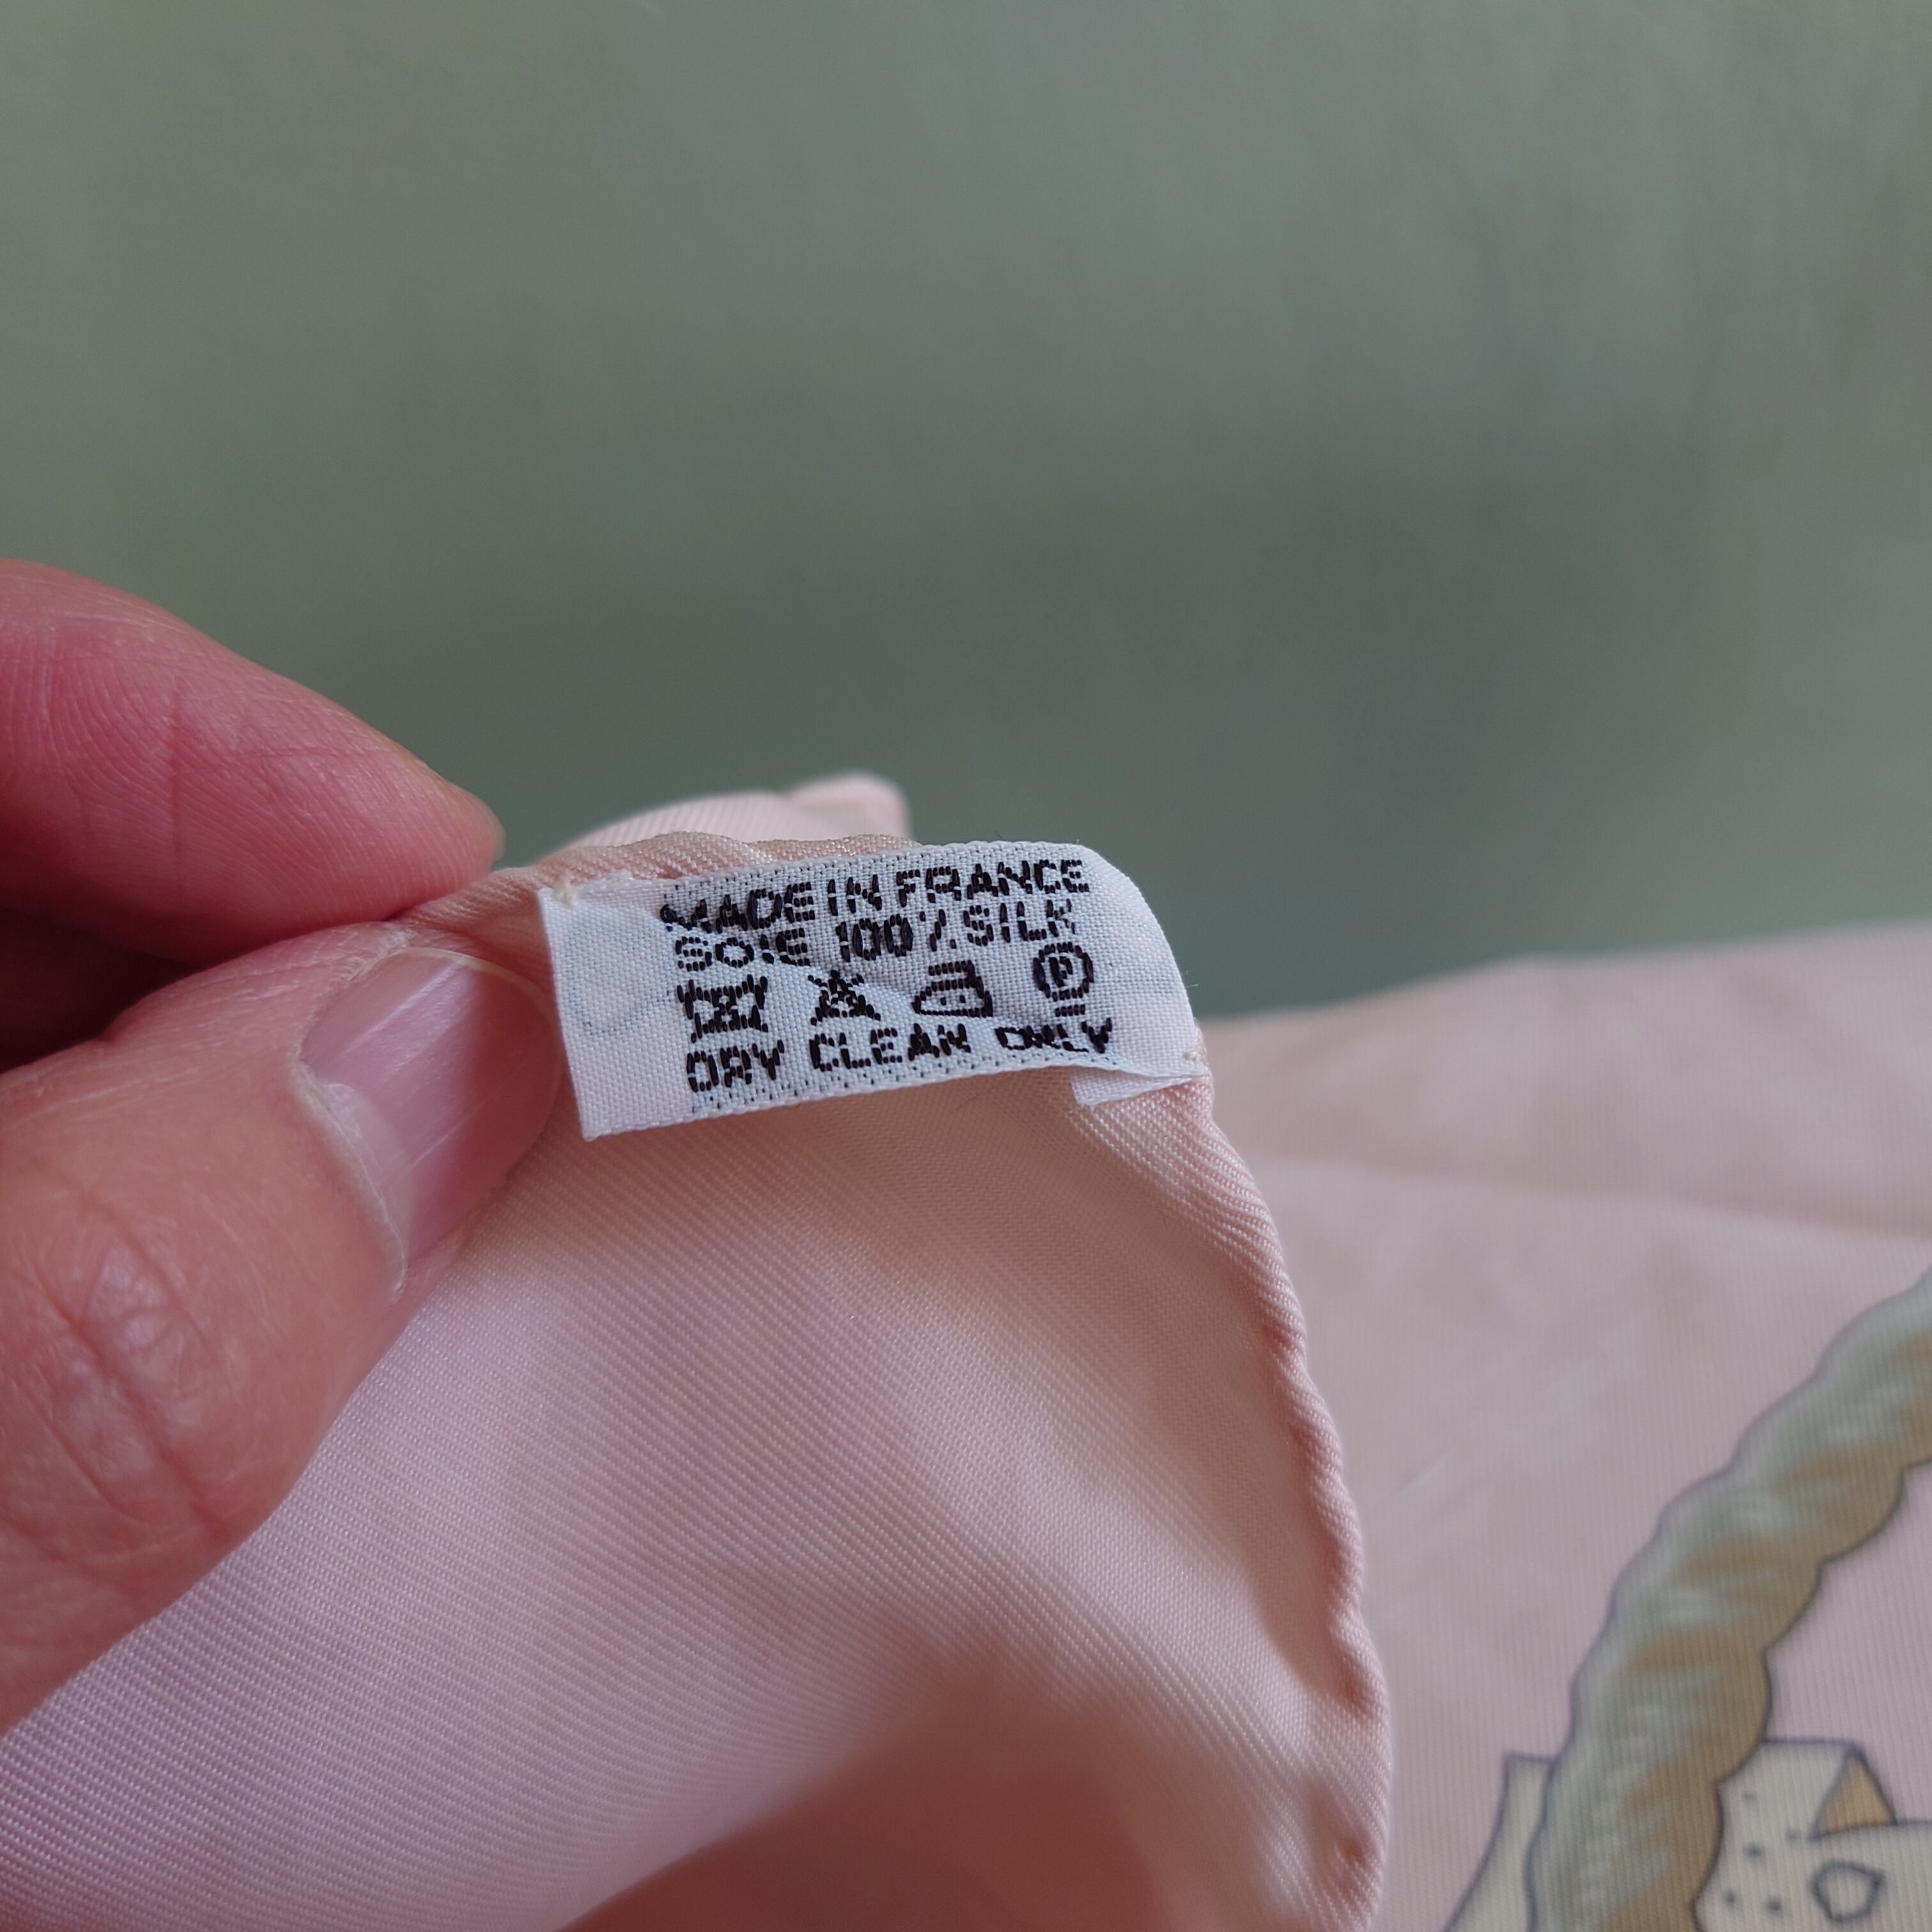 MADE IN FRANCE
SOIE 100% SILK
P
DRY CLEAN ONLY